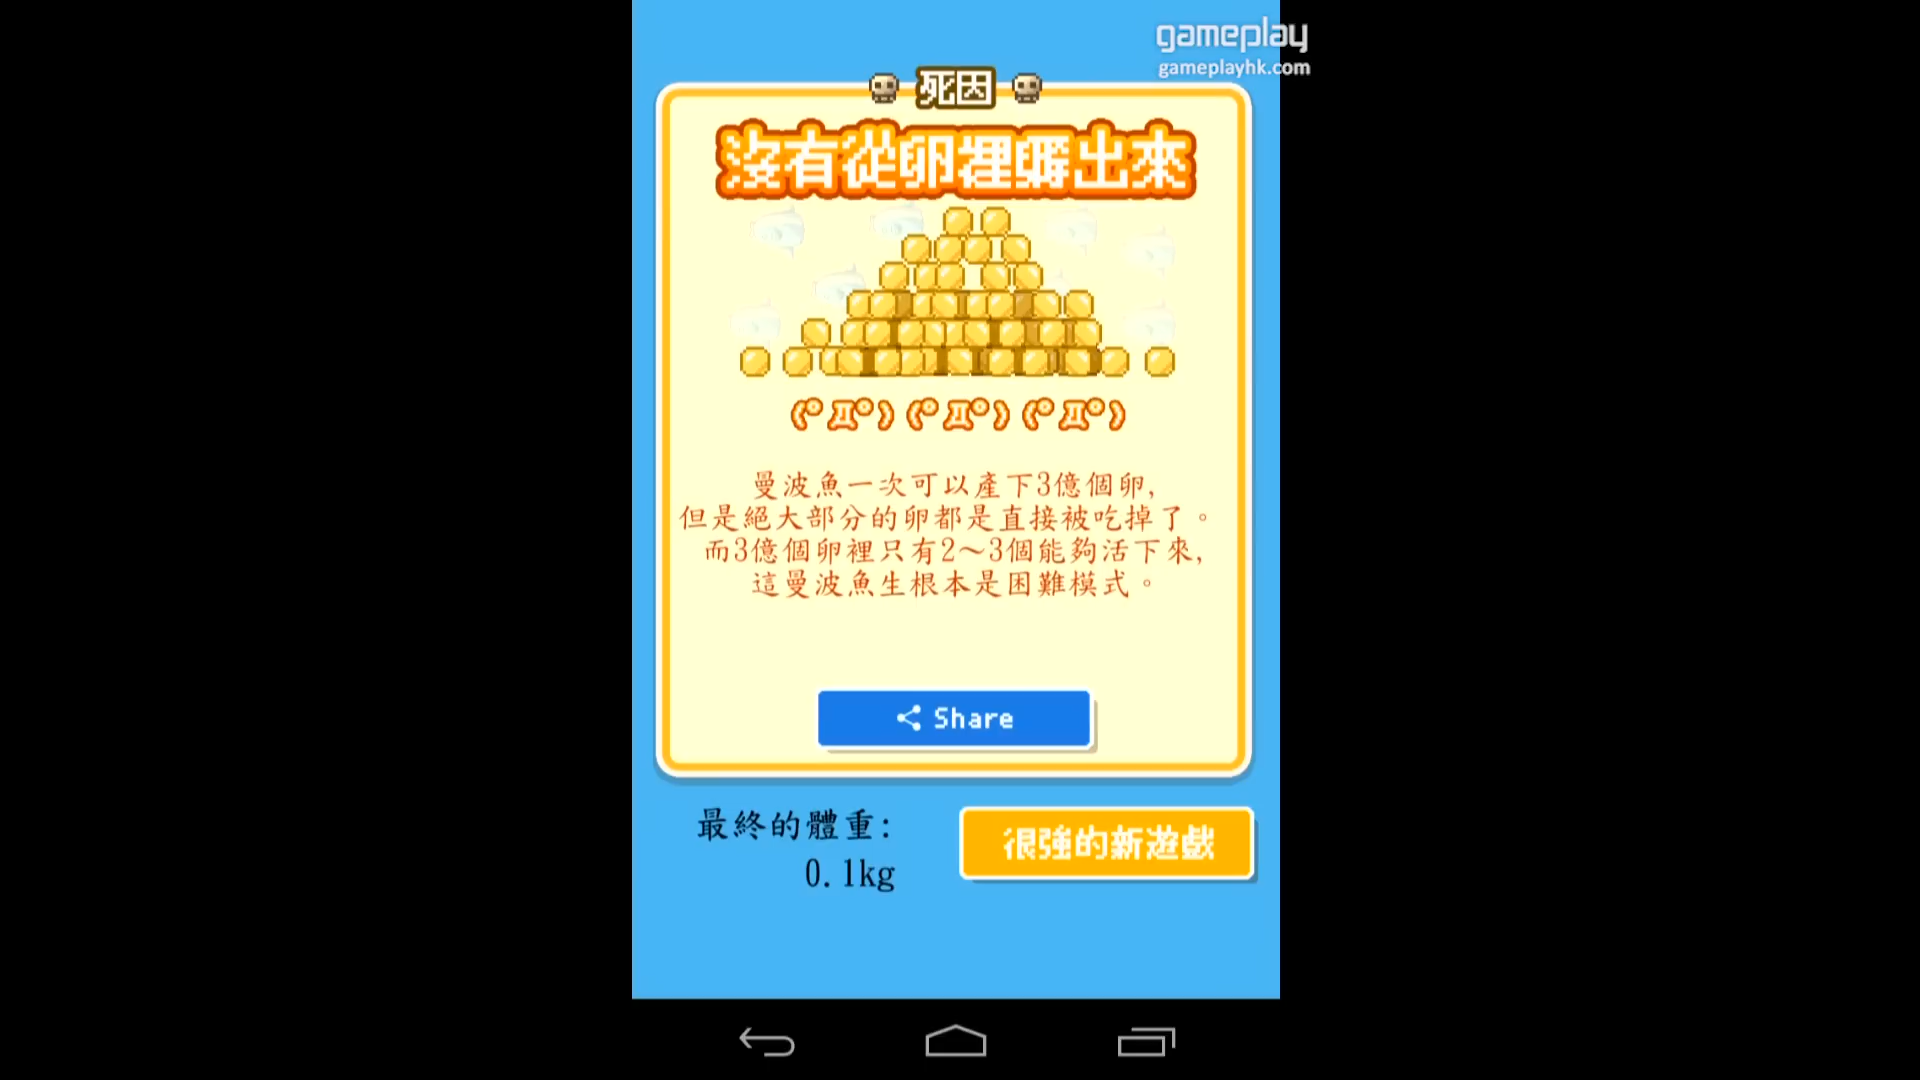 gameplay
gameplayhk.com
死因
沒有從卵裡孵出來
(°Д°) (°Д°) (°Д°)
曼波魚一次可以產下3億個卵,
但是絕大部分的卵都是直接被吃掉了。
而3億個卵裡只有2～3個能夠活下來,
這曼波魚生根本是困難模式。
Share
最終的體重:
0.1kg
很強的新遊戲